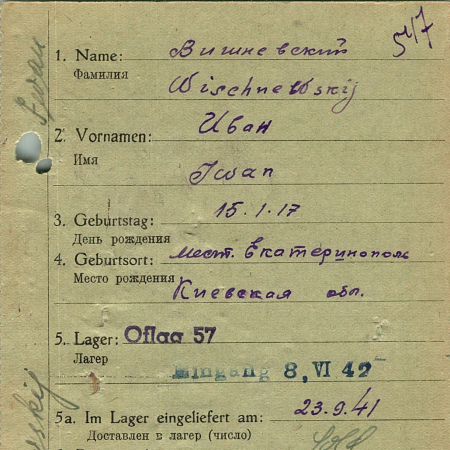 5/17
1. Name: Вишневский
Фамилия
Wischnewskij
2. Vornamen: Иван
Имя
Iwan
3. Geburtstag: 15.1.17
День рождения
4. Geburtsort: мест. Екатеринополь
Место рождения
Киевская обл.
5. Lager: Oflag 57
Лагер
Eingang 8. VI 42
5a. Im Lager eingeliefert am: 23.9.41
Доставлен в лагер (число)
Iwan